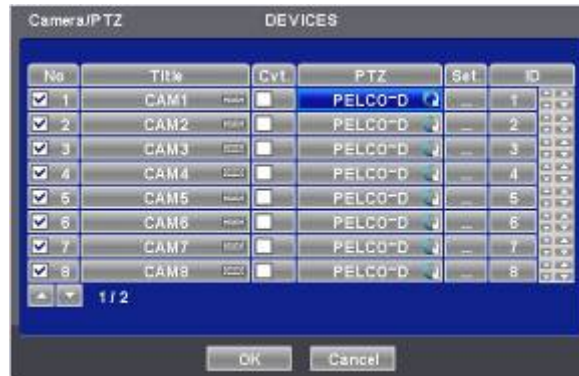 Camera/PTZ DEVICES
No Title Cvt. PTZ Set. ID
1 CAM1 PELCO-D ... 1
2 CAM2 PELCO-D ... 2
3 CAM3 PELCO-D ... 3
4 CAM4 PELCO-D ... 4
5 CAM5 PELCO-D ... 5
6 CAM6 PELCO-D ... 6
7 CAM7 PELCO-D ... 7
8 CAM8 PELCO-D ... 8
1 / 2
OK Cancel